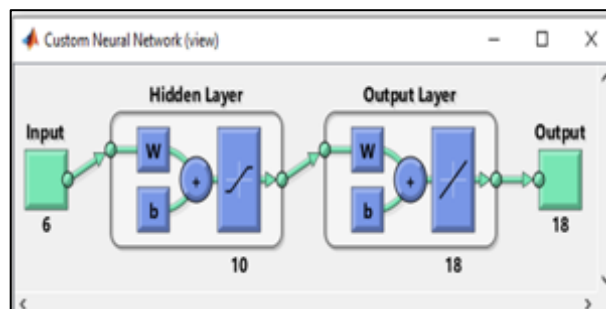 Custom Neural Network (view)
Hidden Layer
Output Layer
Input
Output
W
W
+
+
b
b
6
18
10
18